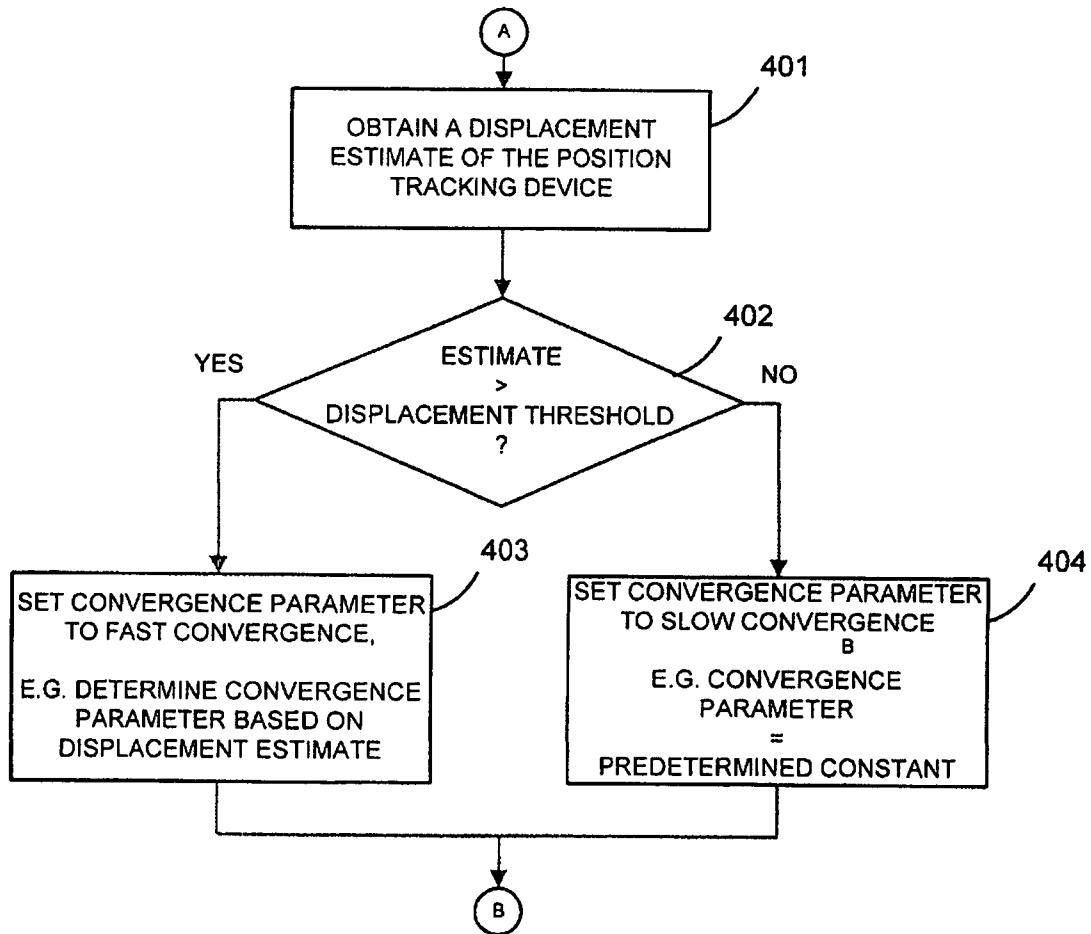 A
401
OBTAIN A DISPLACEMENT
ESTIMATE OF THE POSITION
TRACKING DEVICE
402
YES
ESTIMATE
>
DISPLACEMENT THRESHOLD
?
NO
403
SET CONVERGENCE PARAMETER
TO FAST CONVERGENCE,
E.G. DETERMINE CONVERGENCE
PARAMETER BASED ON
DISPLACEMENT ESTIMATE
404
SET CONVERGENCE PARAMETER
TO SLOW CONVERGENCE
B
E.G. CONVERGENCE
PARAMETER
=
PREDETERMINED CONSTANT
B